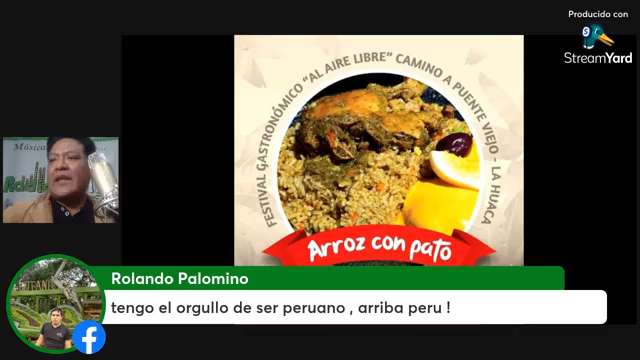 Producido con
StreamYard
FESTIVAL GASTRONÓMICO "AL AIRE LIBRE" CAMINO A PUENTE VIEJO - LA HUACA
Arroz con pato
Rolando Palomino
tengo el orgullo de ser peruano , arriba peru !